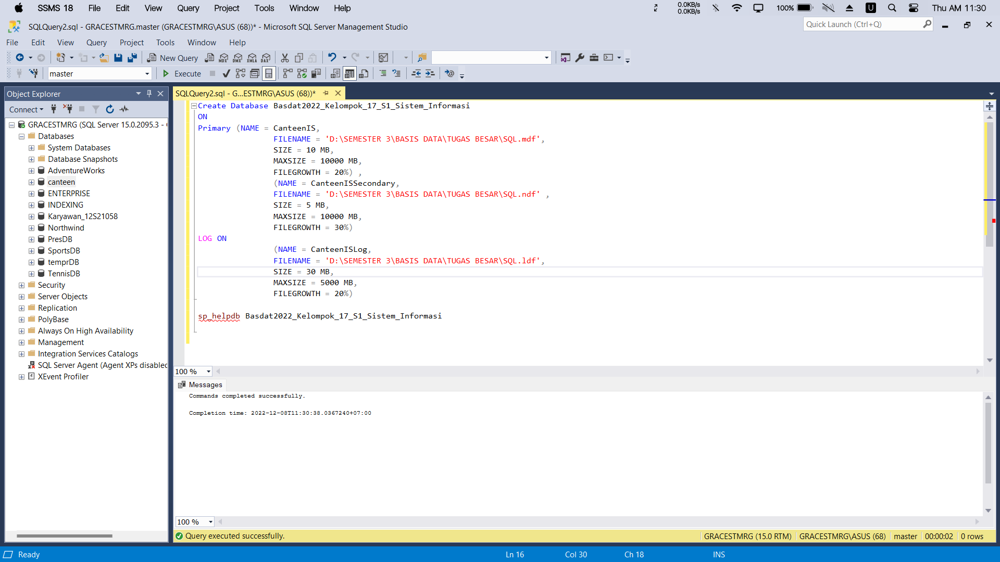 SSMS 18 File Edit View Query Project Tools Window Help 0.0KB/s 0.0KB/s 100% U Thu AM 11:30
SQLQuery2.sql - GRACESTMRG.master (GRACESTMRG\ASUS (68))* - Microsoft SQL Server Management Studio
Quick Launch (Ctrl+Q)
File Edit View Query Project Tools Window Help
New Query MDX DMX XMLA DAX
master Execute
Object Explorer
Connect
GRACESTMRG (SQL Server 15.0.2095.3 -
Databases
System Databases
Database Snapshots
AdventureWorks
canteen
ENTERPRISE
INDEXING
Karyawan_12S21058
Northwind
PresDB
SportsDB
temprDB
TennisDB
Security
Server Objects
Replication
PolyBase
Always On High Availability
Management
Integration Services Catalogs
SQL Server Agent (Agent XPs disabled
XEvent Profiler
SQLQuery2.sql - G...ESTMRG\ASUS (68))*
Create Database Basdat2022_Kelompok_17_S1_Sistem_Informasi
ON
Primary (NAME = CanteenIS,
FILENAME = 'D:\SEMESTER 3\BASIS DATA\TUGAS BESAR\SQL.mdf',
SIZE = 10 MB,
MAXSIZE = 10000 MB,
FILEGROWTH = 20%) ,
(NAME = CanteenISSecondary,
FILENAME = 'D:\SEMESTER 3\BASIS DATA\TUGAS BESAR\SQL.ndf' ,
SIZE = 5 MB,
MAXSIZE = 10000 MB,
FILEGROWTH = 30%)
LOG ON
(NAME = CanteenISLog,
FILENAME = 'D:\SEMESTER 3\BASIS DATA\TUGAS BESAR\SQL.ldf',
SIZE = 30 MB,
MAXSIZE = 5000 MB,
FILEGROWTH = 20%)
sp_helpdb Basdat2022_Kelompok_17_S1_Sistem_Informasi
100 %
Messages
Commands completed successfully.
Completion time: 2022-12-08T11:30:38.0367240+07:00
100 %
Query executed successfully. GRACESTMRG (15.0 RTM) GRACESTMRG\ASUS (68) master 00:00:02 0 rows
Ready Ln 16 Col 30 Ch 18 INS